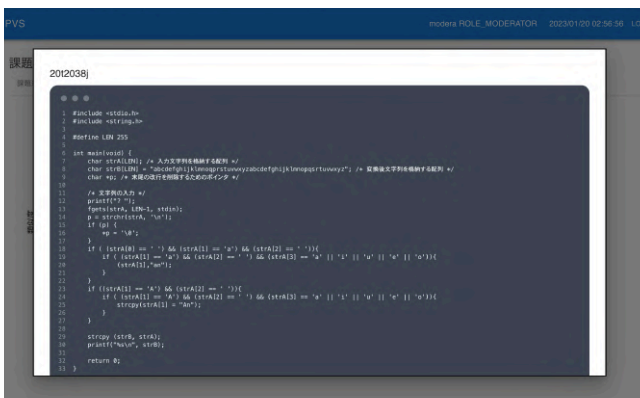 PVS
modera ROLE_MODERATOR 2023/01/20 02:56:56 LO
課題
20t2038j
1 #include <stdio.h>
2 #include <string.h>
3
4 #define LEN 255
5
6 int main(void) {
7 char strA[LEN]; /* 入力文字列を格納する配列 */
8 char strB[LEN] = "abcdefghijklmnoqprstuvwxyzabcdefghijklmnopqsrtuvwxyz"; /* 変換後文字列を格納する配列 */
9 char *p; /* 末尾の改行を削除するためのポインタ */
10
11 /* 文字列の入力 */
12 printf("? ");
13 fgets(strA, LEN-1, stdin);
14 p = strchr(strA, '\n');
15 if (p) {
16 *p = '\0';
17 }
18 if ( (strA[0] == ' ') && (strA[1] == 'a') && (strA[2] == ' ')){
19 if ( (strA[1] == 'a') && (strA[2] == ' ') && (strA[3] == 'a' || 'i' || 'u' || 'e' || 'o')){
20 (strA[1],"an");
21 }
22 }
23 if ((strA[1] == 'A') && (strA[2] == ' ')){
24 if ( (strA[1] == 'A') && (strA[2] == ' ') && (strA[3] == 'a' || 'i' || 'u' || 'e' || 'o')){
25 strcpy(strA[1] = "An");
26 }
27 }
28
29 strcpy (strB, strA);
30 printf("%s\n", strB);
31
32 return 0;
33 }